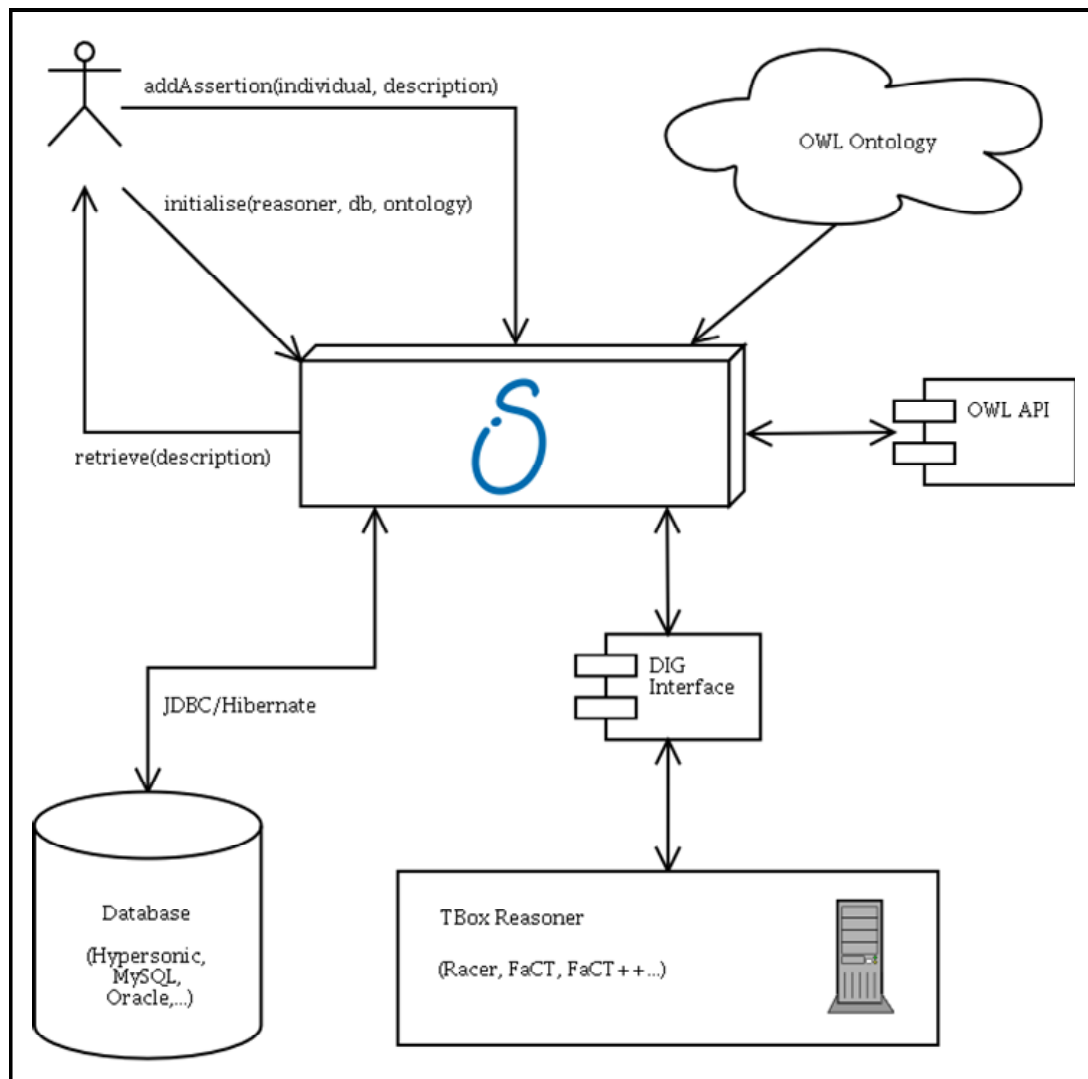 addAssertion(individual, description)
OWL Ontology
initialise(reasoner, db, ontology)
OWL API
retrieve(description)
DIG
Interface
JDBC/Hibernate
Database
(Hypersonic,
MySQL,
Oracle,...)
TBox Reasoner
(Racer, FaCT, FaCT++...)